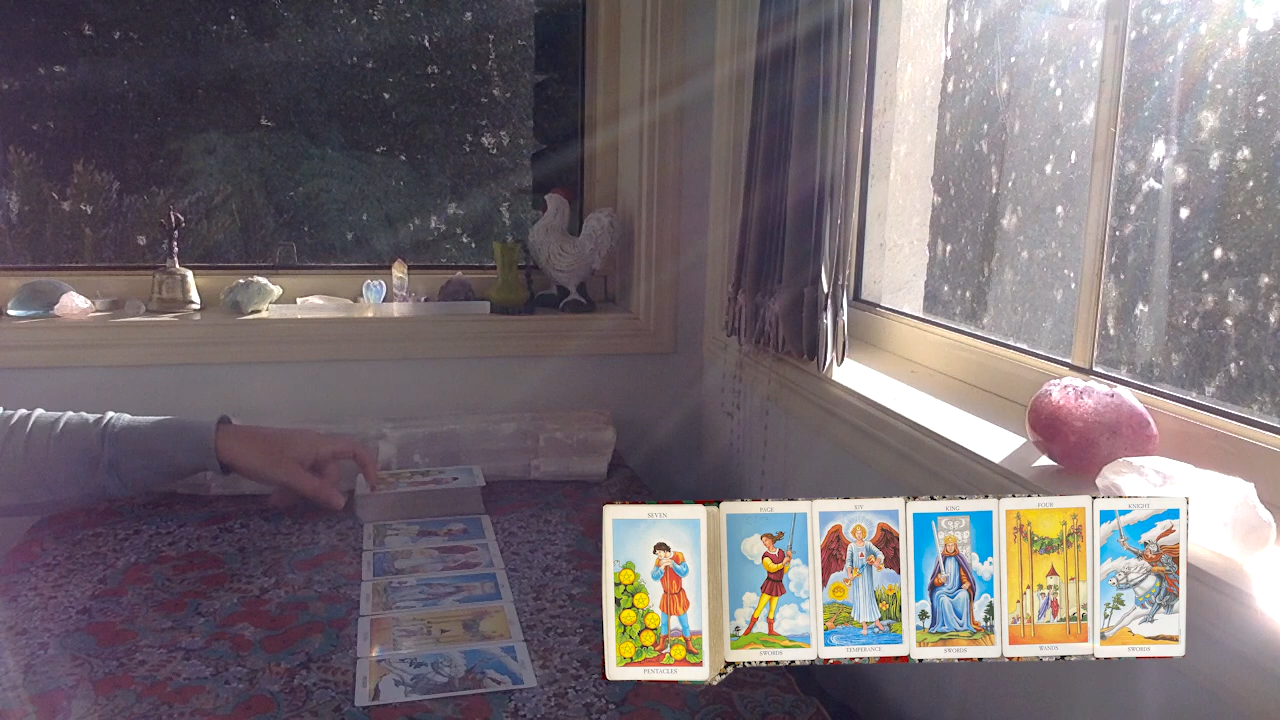 SEVEN
PENTACLES
PAGE
SWORDS
XIV
TEMPERANCE
KING
SWORDS
FOUR
WANDS
KNIGHT
SWORDS